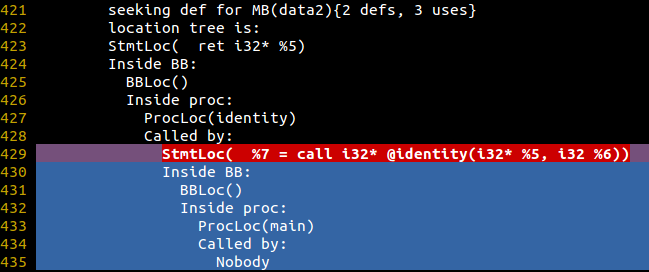 421 seeking def for MB(data2){2 defs, 3 uses}
422 location tree is:
423 StmtLoc(  ret i32* %5)
424 Inside BB:
425 BBLoc()
426 Inside proc:
427 ProcLoc(identity)
428 Called by:
429 StmtLoc(  %7 = call i32* @identity(i32* %5, i32 %6))
430 Inside BB:
431 BBLoc()
432 Inside proc:
433 ProcLoc(main)
434 Called by:
435 Nobody